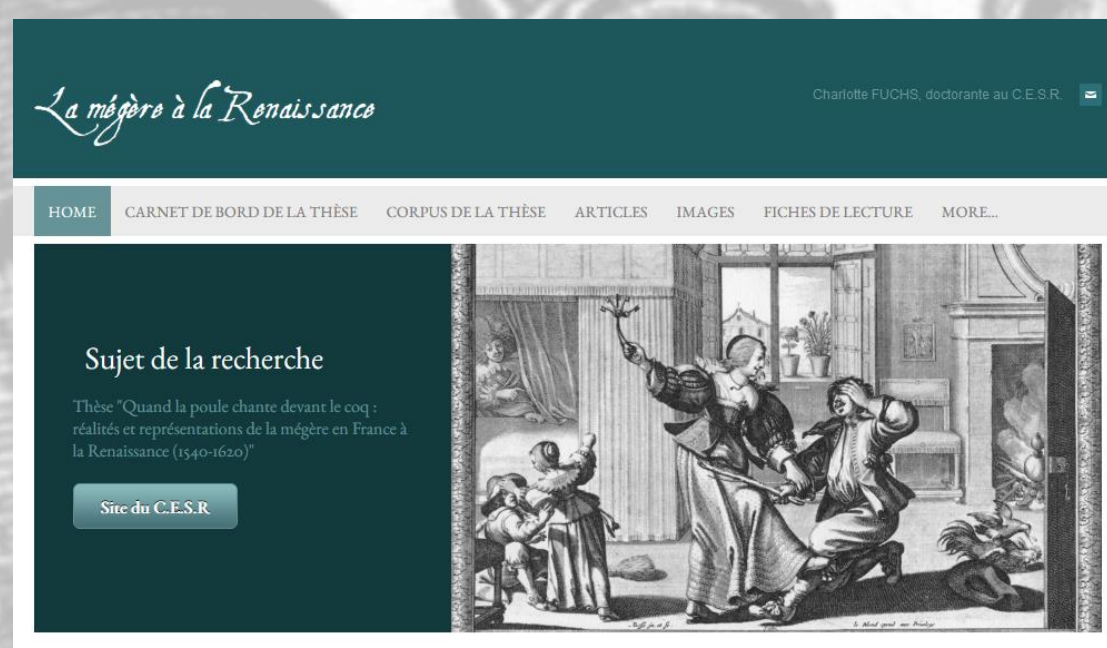 La mégère à la Renaissance
Charlotte FUCHS, doctorante au C.E.S.R.
HOME CARNET DE BORD DE LA THÈSE CORPUS DE LA THÈSE ARTICLES IMAGES FICHES DE LECTURE MORE...
Sujet de la recherche
Thèse "Quand la poule chante devant le coq :
réalités et représentations de la mégère en France à
la Renaissance (1540-1620)"
Site du C.E.S.R
le Blond